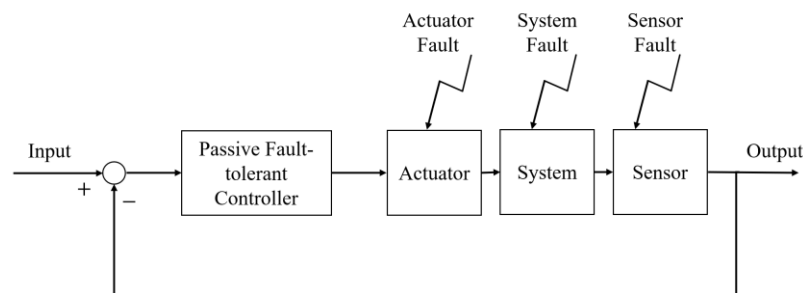 Actuator
Fault
System
Fault
Sensor
Fault
Input
Passive Fault-
tolerant
Controller
Actuator
System
Sensor
Output
+
−